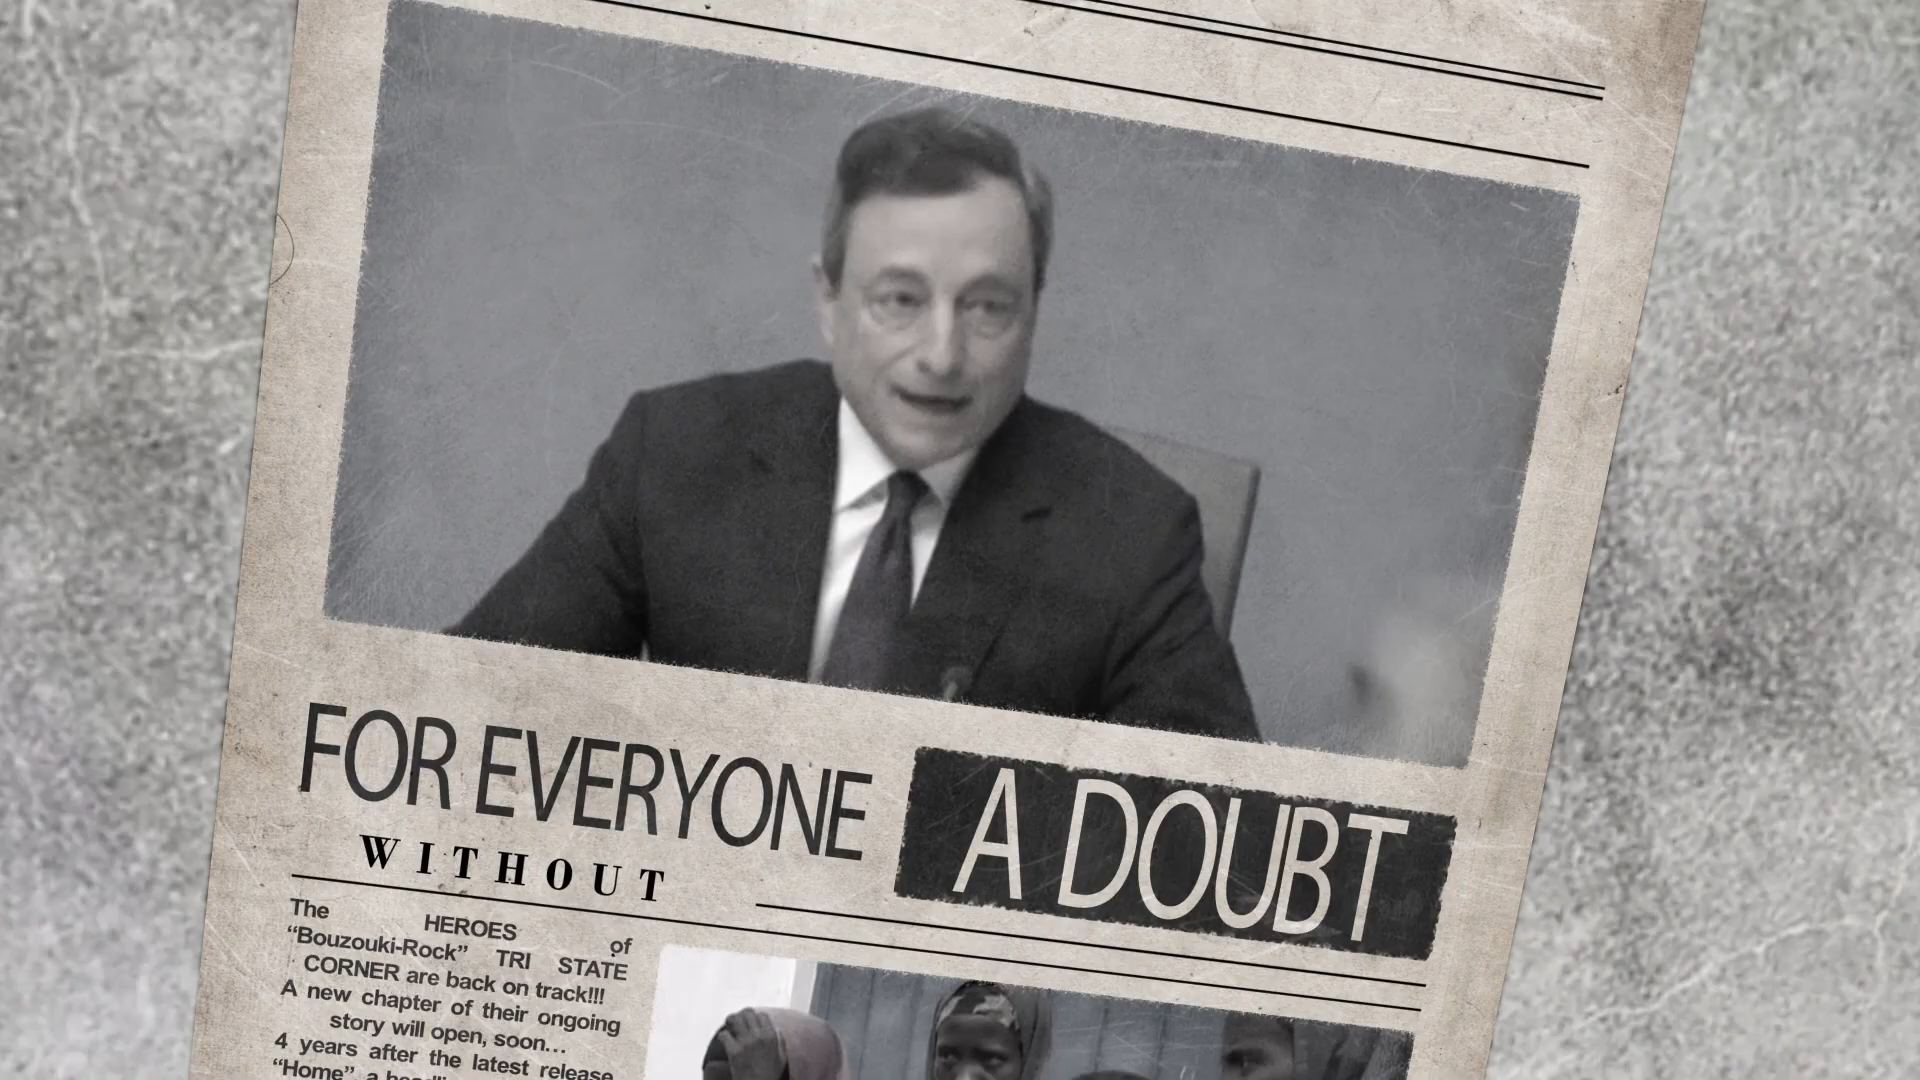 FOR EVERYONE
A DOUBT
WITHOUT
The HEROES of
“Bouzouki-Rock” TRI STATE
CORNER are back on track!!!
A new chapter of their ongoing
story will open, soon…
4 years after the latest release
“Home” a